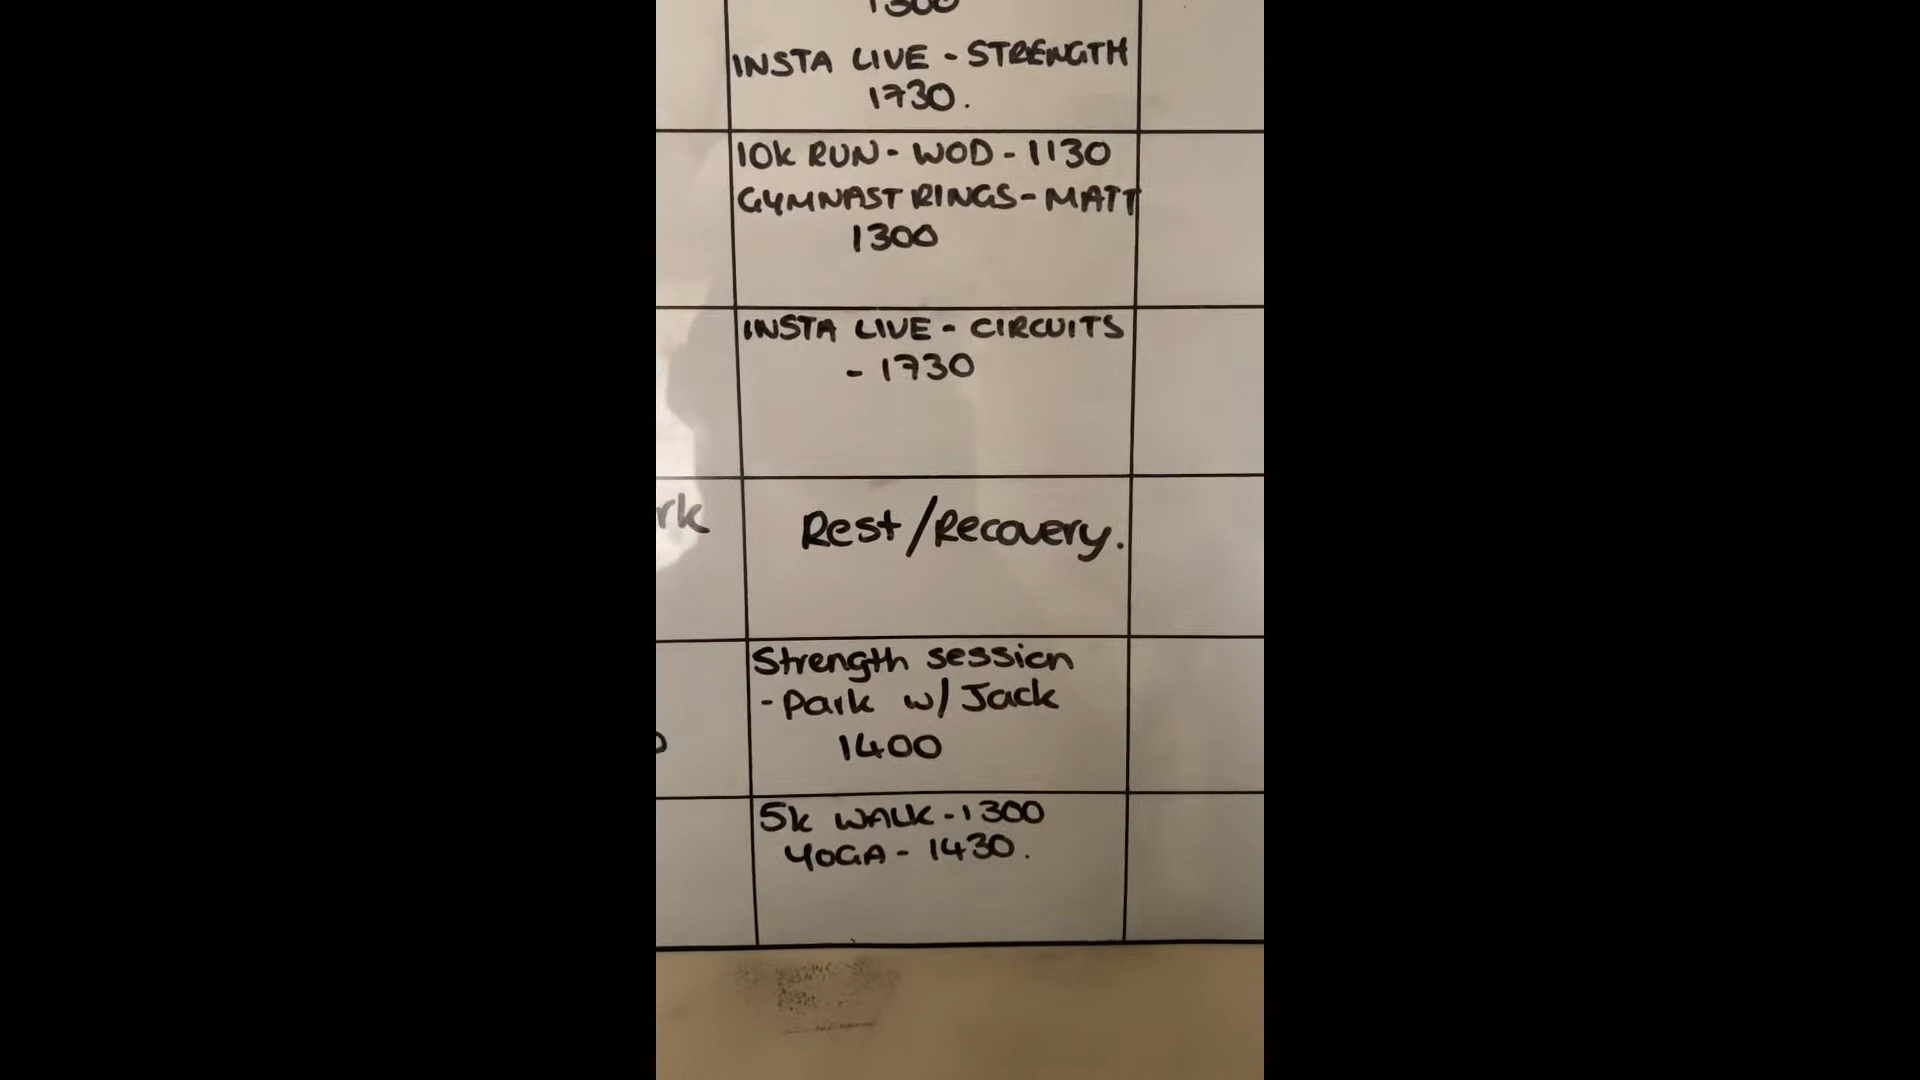 1300
INSTA LIVE - STRENGTH
1730.
10K RUN - WOD - 1130
GYMNAST RINGS - MATT
1300
INSTA LIVE - CIRCUITS
- 1730
Rest/Recovery.
Strength session
- Park w/ Jack
1400
5k WALK - 1300
YOGA - 1430.